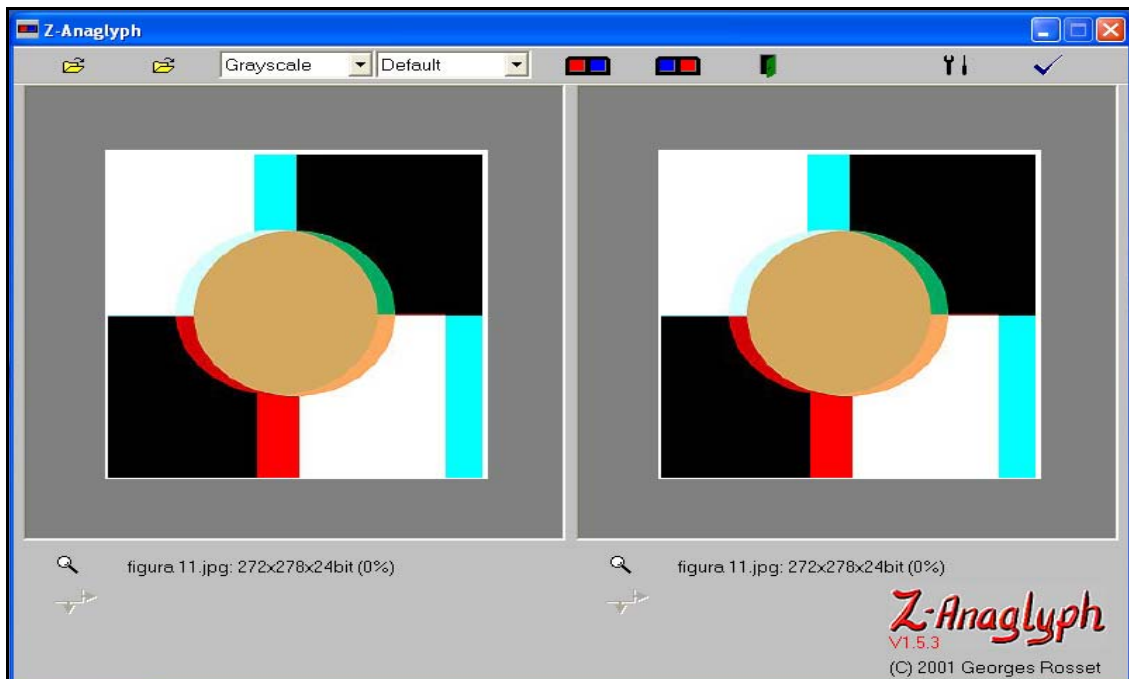 Z-Anaglyph
Grayscale Default
figura 11.jpg: 272x278x24bit (0%)
figura 11.jpg: 272x278x24bit (0%)
Z-Anaglyph
V1.5.3
(C) 2001 Georges Rosset